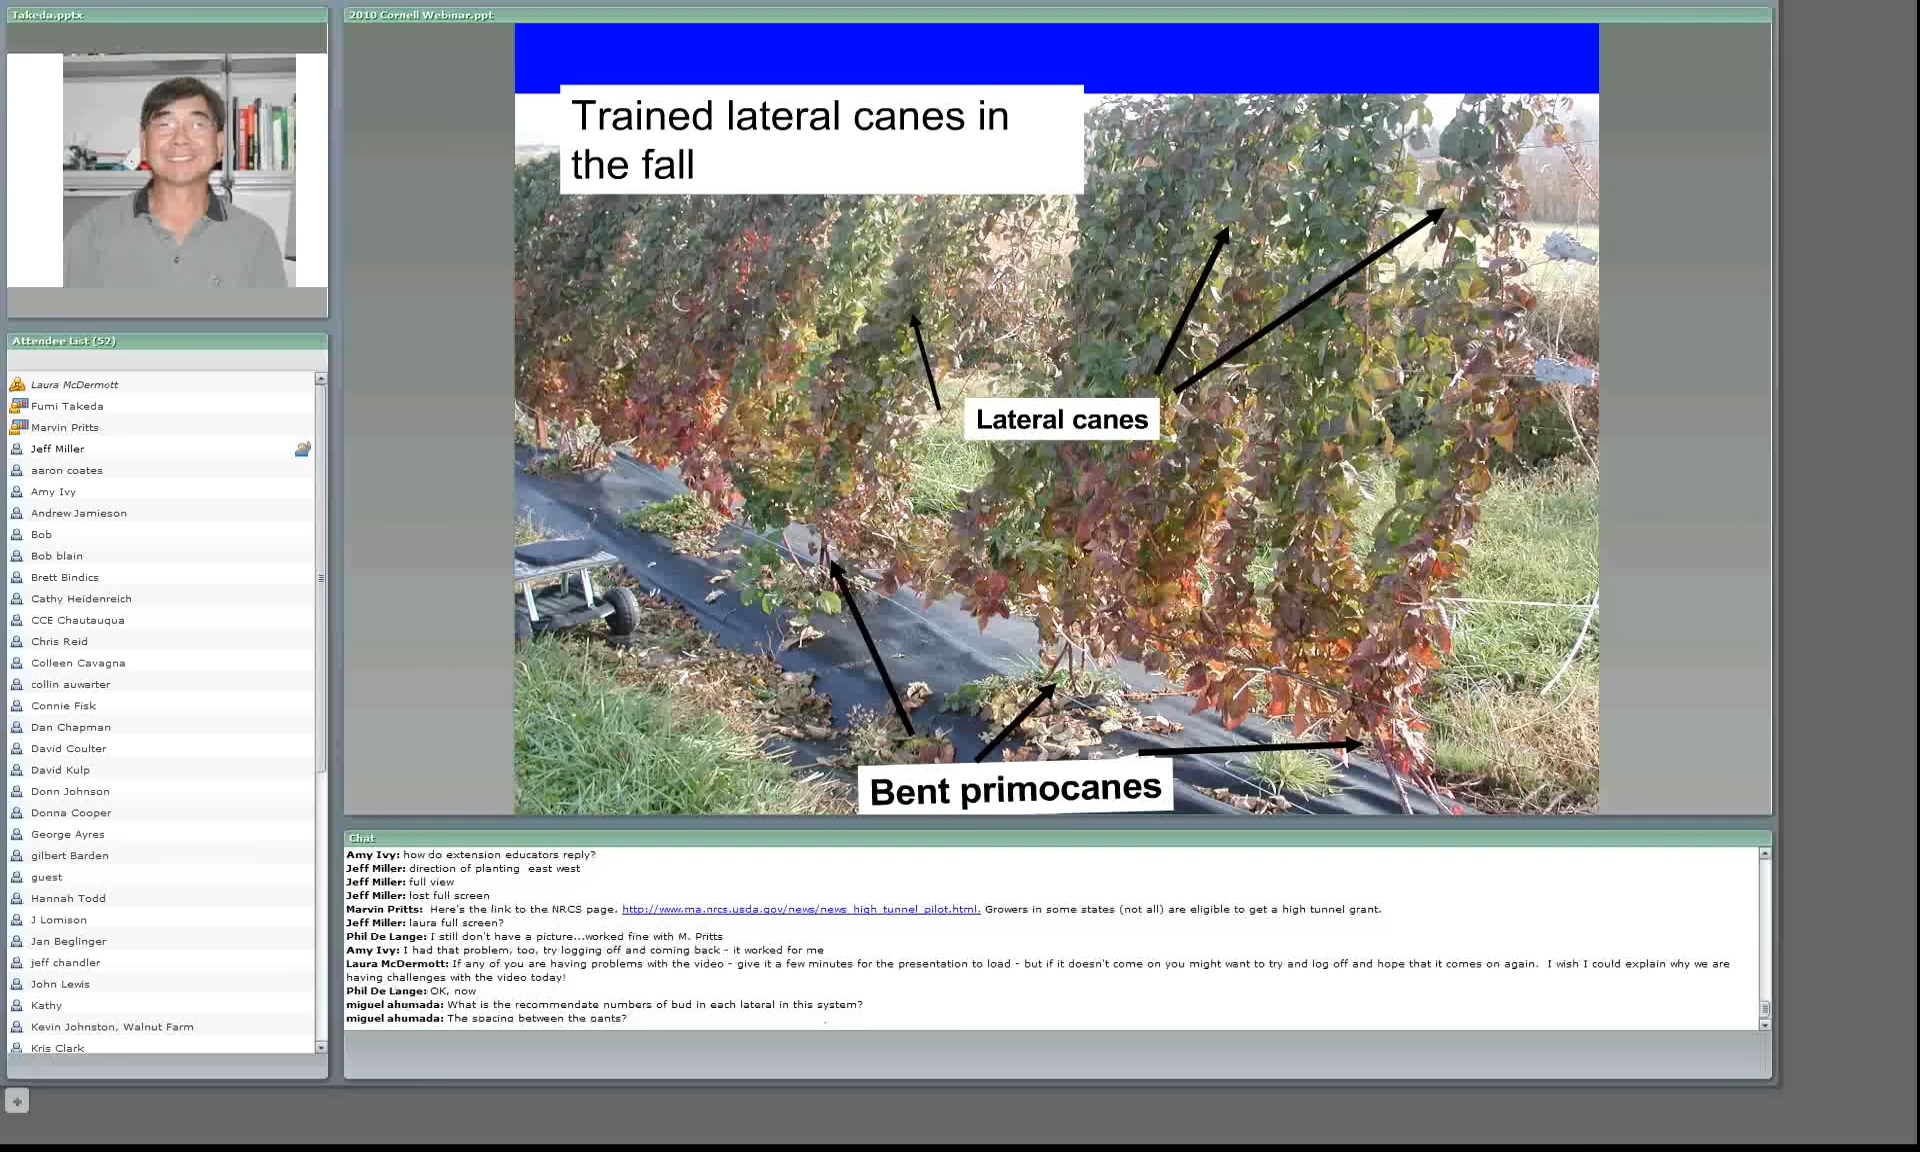 Takeda.pptx
2010 Cornell Webinar.ppt
Trained lateral canes in
the fall
Lateral canes
Bent primocanes
Attendee List (52)
Laura McDermott
Fumi Takeda
Marvin Pritts
Jeff Miller
aaron coates
Amy Ivy
Andrew Jamieson
Bob
Bob blain
Brett Bindics
Cathy Heidenreich
CCE Chautauqua
Chris Reid
Colleen Cavagna
collin auwarter
Connie Fisk
Dan Chapman
David Coulter
David Kulp
Donn Johnson
Donna Cooper
George Ayres
gilbert Barden
guest
Hannah Todd
J Lomison
Jan Beglinger
jeff chandler
John Lewis
Kathy
Kevin Johnston, Walnut Farm
Kris Clark
Chat
Amy Ivy: how do extension educators reply?
Jeff Miller: direction of planting east west
Jeff Miller: full view
Jeff Miller: lost full screen
Marvin Pritts: Here's the link to the NRCS page. http://www.ma.nrcs.usda.gov/news/news_high_tunnel_pilot.html. Growers in some states (not all) are eligible to get a high tunnel grant.
Jeff Miller: laura full screen?
Phil De Lange: I still don't have a picture...worked fine with M. Pritts
Amy Ivy: I had that problem, too, try logging off and coming back - it worked for me
Laura McDermott: If any of you are having problems with the video - give it a few minutes for the presentation to load - but if it doesn't come on you might want to try and log off and hope that it comes on again. I wish I could explain why we are
having challenges with the video today!
Phil De Lange: OK, now
miguel ahumada: What is the recommendate numbers of bud in each lateral in this system?
miguel ahumada: The spacing between the pants?